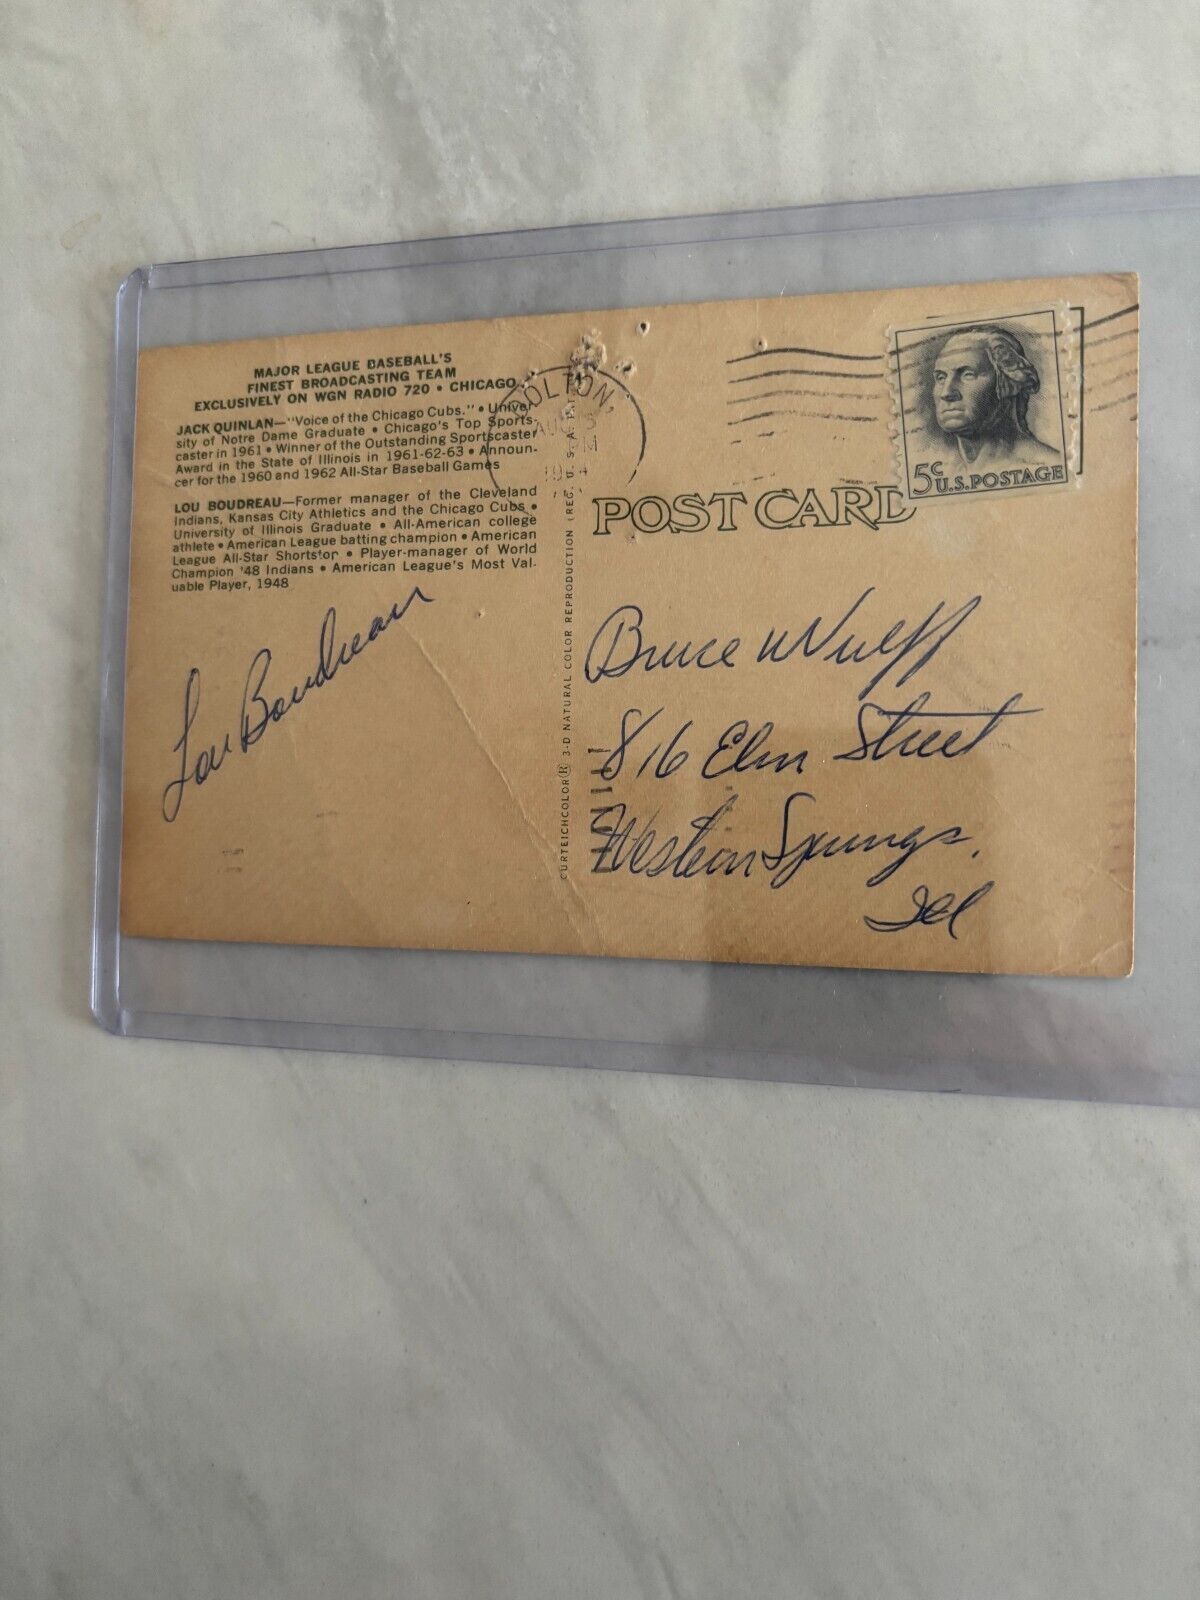 MAJOR LEAGUE BASEBALL'S
FINEST BROADCASTING TEAM
EXCLUSIVELY ON WGN RADIO 720 • CHICAGO
JACK QUINLAN—"Voice of the Chicago Cubs." • Univer-
sity of Notre Dame Graduate • Chicago's Top Sports-
caster in 1961 • Winner of the Outstanding Sportscaster
Award in the State of Illinois in 1961-62-63 • Announ-
cer for the 1960 and 1962 All-Star Baseball Games
LOU BOUDREAU—Former manager of the Cleveland
Indians, Kansas City Athletics and the Chicago Cubs •
University of Illinois Graduate • All-American college
athlete • American League batting champion • American
League All-Star Shortstop • Player-manager of World
Champion '48 Indians • American League's Most Val-
uable Player, 1948
Lou Boudreau
CURTEICHCOLOR® 3-D NATURAL COLOR REPRODUCTION (REG. U. S. A.
DOLTON,
AUG
5c U.S. POSTAGE
POST CARD
Bruce Wulff
816 Elm Street
Western Springs,
Ill